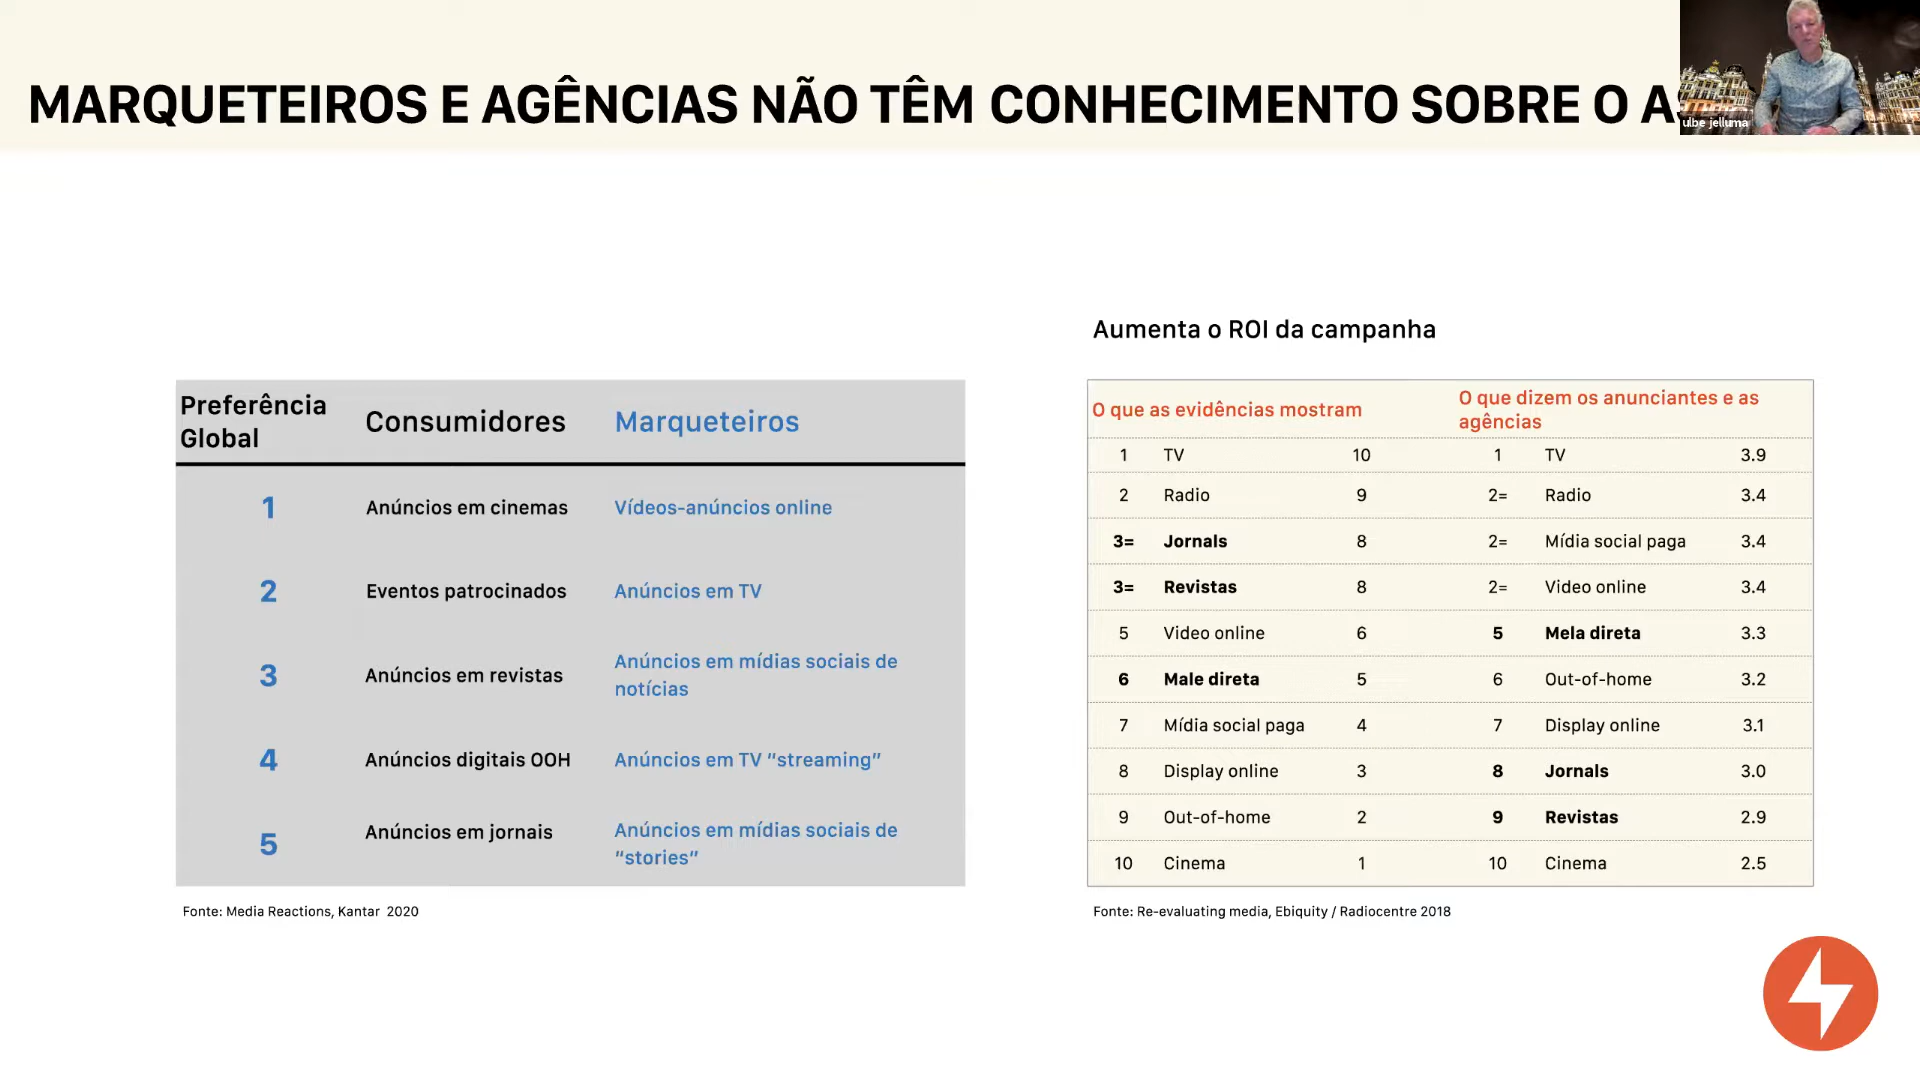 MARQUETEIROS E AGÊNCIAS NÃO TÊM CONHECIMENTO SOBRE O
ulbe jelluma
Aumenta o ROI da campanha
Preferência Global Consumidores Marqueteiros
1 Anúncios em cinemas Vídeos-anúncios online
2 Eventos patrocinados Anúncios em TV
3 Anúncios em revistas Anúncios em mídias sociais de notícias
4 Anúncios digitais OOH Anúncios em TV “streaming”
5 Anúncios em jornais Anúncios em mídias sociais de “stories”
Fonte: Media Reactions, Kantar 2020
O que as evidências mostram O que dizem os anunciantes e as agências
1 TV 10 1 TV 3.9
2 Radio 9 2= Radio 3.4
3= Jornals 8 2= Mídia social paga 3.4
3= Revistas 8 2= Video online 3.4
5 Video online 6 5 Mela direta 3.3
6 Male direta 5 6 Out-of-home 3.2
7 Mídia social paga 4 7 Display online 3.1
8 Display online 3 8 Jornals 3.0
9 Out-of-home 2 9 Revistas 2.9
10 Cinema 1 10 Cinema 2.5
Fonte: Re-evaluating media, Ebiquity / Radiocentre 2018